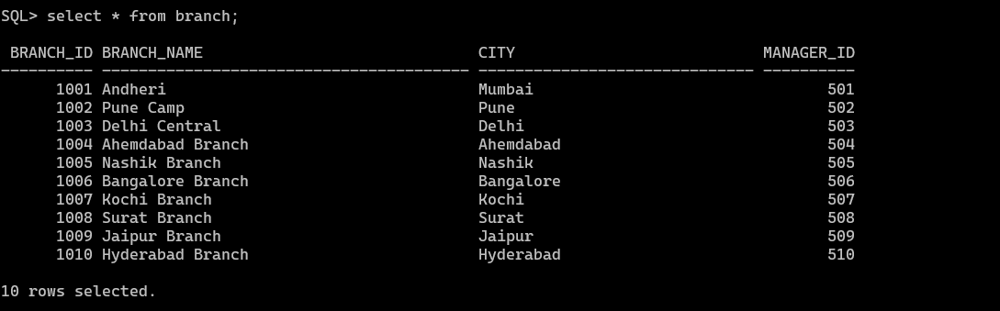 SQL> select * from branch;
 BRANCH_ID BRANCH_NAME                              CITY                           MANAGER_ID
---------- ---------------------------------------- ------------------------------ ----------
      1001 Andheri                                  Mumbai                                501
      1002 Pune Camp                                Pune                                  502
      1003 Delhi Central                            Delhi                                 503
      1004 Ahemdabad Branch                         Ahemdabad                             504
      1005 Nashik Branch                            Nashik                                505
      1006 Bangalore Branch                         Bangalore                             506
      1007 Kochi Branch                             Kochi                                 507
      1008 Surat Branch                             Surat                                 508
      1009 Jaipur Branch                            Jaipur                                509
      1010 Hyderabad Branch                         Hyderabad                             510
10 rows selected.